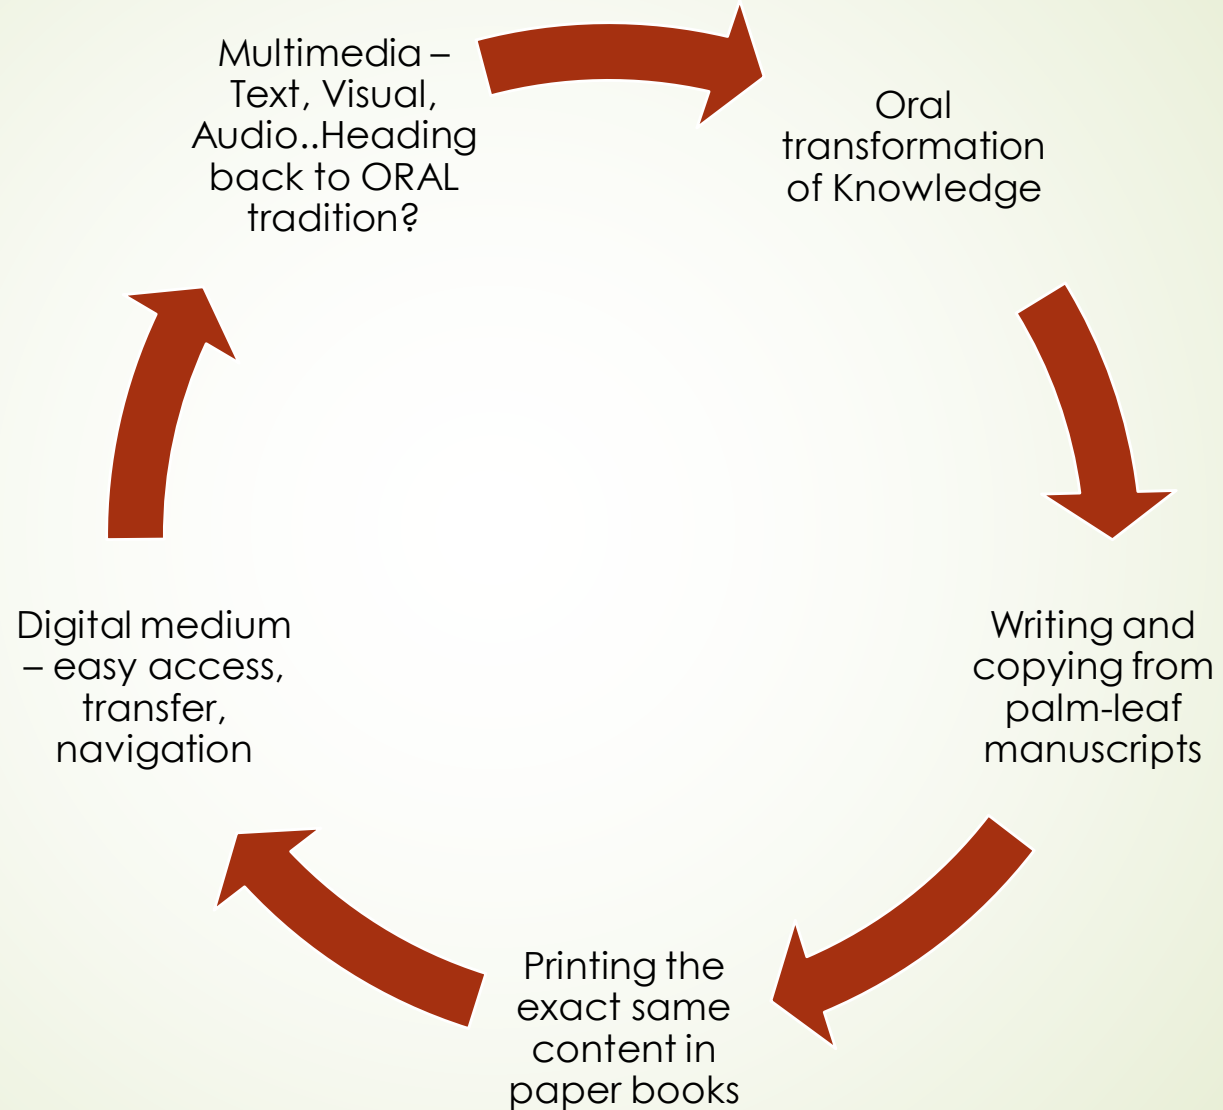 Multimedia –
Text, Visual,
Audio..Heading
back to ORAL
tradition?
Oral
transformation
of Knowledge
Writing and
copying from
palm-leaf
manuscripts
Printing the
exact same
content in
paper books
Digital medium
– easy access,
transfer,
navigation